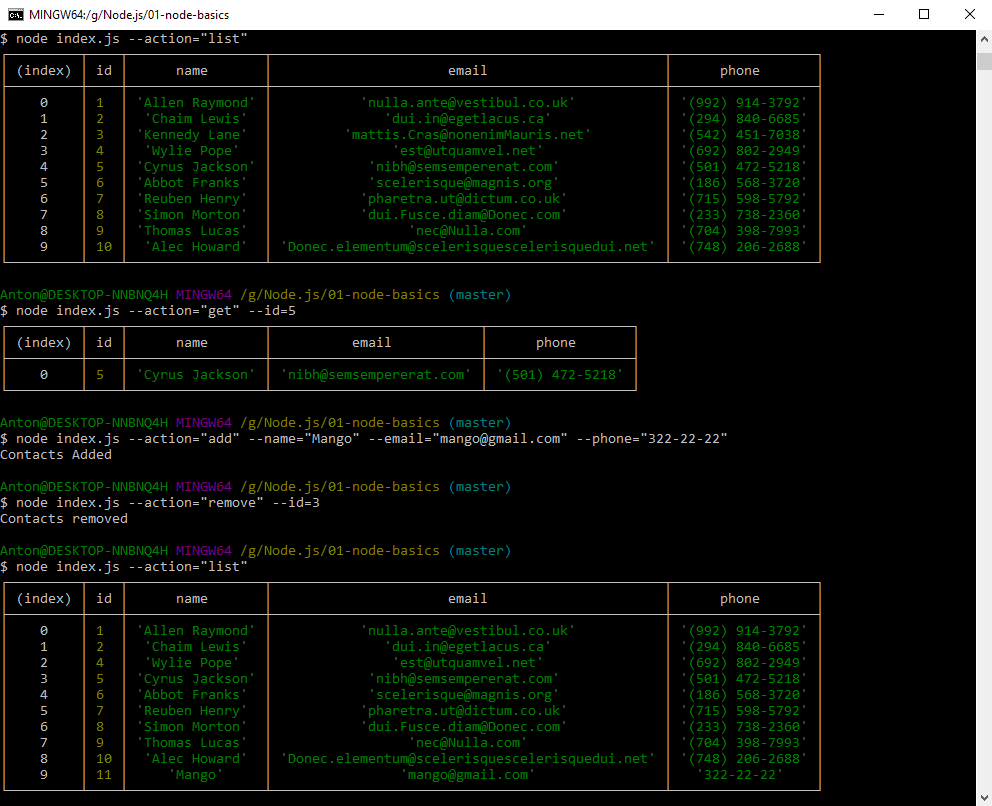 MINGW64:/g/Node.js/01-node-basics
$ node index.js --action="list"
(index) id name email phone
0 1 'Allen Raymond' 'nulla.ante@vestibul.co.uk' '(992) 914-3792'
1 2 'Chaim Lewis' 'dui.in@egetlacus.ca' '(294) 840-6685'
2 3 'Kennedy Lane' 'mattis.Cras@nonenimMauris.net' '(542) 451-7038'
3 4 'Wylie Pope' 'est@utquamvel.net' '(692) 802-2949'
4 5 'Cyrus Jackson' 'nibh@semsempererat.com' '(501) 472-5218'
5 6 'Abbot Franks' 'scelerisque@magnis.org' '(186) 568-3720'
6 7 'Reuben Henry' 'pharetra.ut@dictum.co.uk' '(715) 598-5792'
7 8 'Simon Morton' 'dui.Fusce.diam@Donec.com' '(233) 738-2360'
8 9 'Thomas Lucas' 'nec@Nulla.com' '(704) 398-7993'
9 10 'Alec Howard' 'Donec.elementum@scelerisquescelerisquedui.net' '(748) 206-2688'
Anton@DESKTOP-NNBNQ4H MINGW64 /g/Node.js/01-node-basics (master)
$ node index.js --action="get" --id=5
(index) id name email phone
0 5 'Cyrus Jackson' 'nibh@semsempererat.com' '(501) 472-5218'
Anton@DESKTOP-NNBNQ4H MINGW64 /g/Node.js/01-node-basics (master)
$ node index.js --action="add" --name="Mango" --email="mango@gmail.com" --phone="322-22-22"
Contacts Added
Anton@DESKTOP-NNBNQ4H MINGW64 /g/Node.js/01-node-basics (master)
$ node index.js --action="remove" --id=3
Contacts removed
Anton@DESKTOP-NNBNQ4H MINGW64 /g/Node.js/01-node-basics (master)
$ node index.js --action="list"
(index) id name email phone
0 1 'Allen Raymond' 'nulla.ante@vestibul.co.uk' '(992) 914-3792'
1 2 'Chaim Lewis' 'dui.in@egetlacus.ca' '(294) 840-6685'
2 4 'Wylie Pope' 'est@utquamvel.net' '(692) 802-2949'
3 5 'Cyrus Jackson' 'nibh@semsempererat.com' '(501) 472-5218'
4 6 'Abbot Franks' 'scelerisque@magnis.org' '(186) 568-3720'
5 7 'Reuben Henry' 'pharetra.ut@dictum.co.uk' '(715) 598-5792'
6 8 'Simon Morton' 'dui.Fusce.diam@Donec.com' '(233) 738-2360'
7 9 'Thomas Lucas' 'nec@Nulla.com' '(704) 398-7993'
8 10 'Alec Howard' 'Donec.elementum@scelerisquescelerisquedui.net' '(748) 206-2688'
9 11 'Mango' 'mango@gmail.com' '322-22-22'